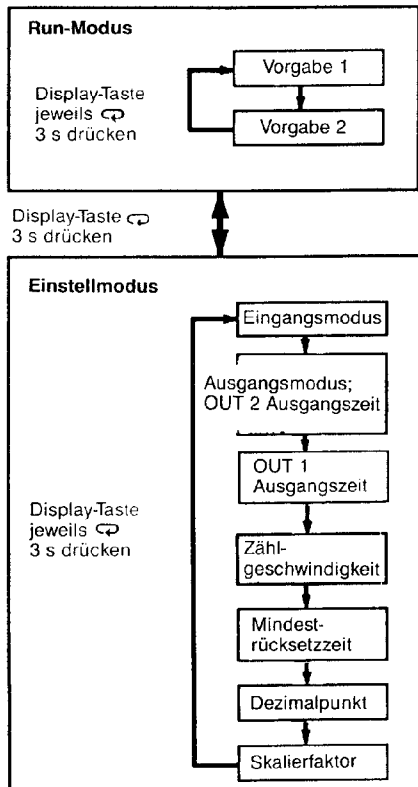 Run-Modus
Display-Taste
jeweils
3 s drücken
Vorgabe 1
Vorgabe 2
Display-Taste
3 s drücken
Einstellmodus
Display-Taste
jeweils
3 s drücken
Eingangsmodus
Ausgangsmodus;
OUT 2 Ausgangszeit
OUT 1
Ausgangszeit
Zähl-
geschwindigkeit
Mindest-
rücksetzzeit
Dezimalpunkt
Skalierfaktor